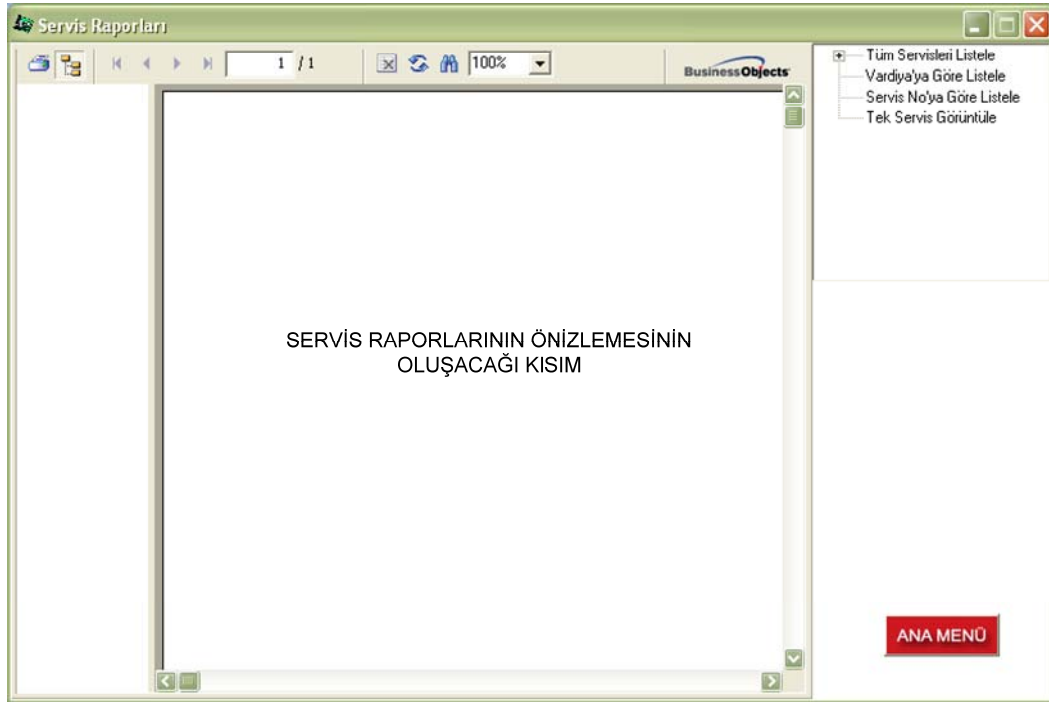 Servis Raporları
1 /1
100%
BusinessObjects
Tüm Servisleri Listele
Vardiya'ya Göre Listele
Servis No'ya Göre Listele
Tek Servis Görüntüle
SERVİS RAPORLARININ ÖNİZLEMESİNİN
OLUŞACAĞI KISIM
ANA MENÜ